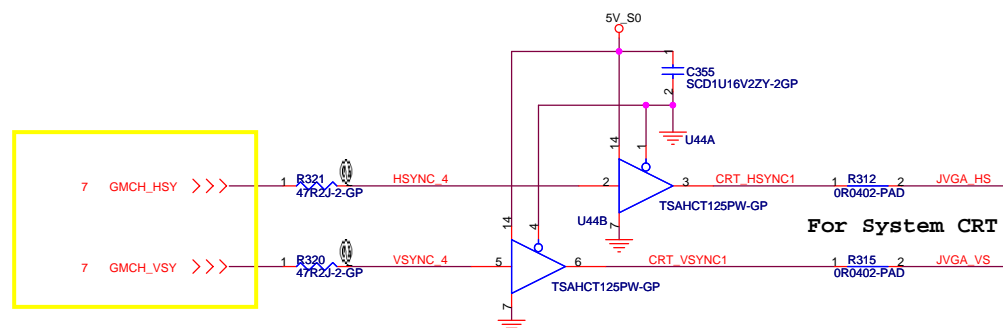 5V_S0
1
C355
SCD1U16V2ZY-2GP
2
U44A
14
1
7 GMCH_HSY
1 R321
47R2J-2-GP
HSYNC_4
2
3
CRT_HSYNC1
1 R312 2
0R0402-PAD
JVGA_HS
TSAHCT125PW-GP
7
U44B
14
4
For System CRT
7 GMCH_VSY
1 R320
47R2J-2-GP
VSYNC_4
5
6
CRT_VSYNC1
1 R315 2
0R0402-PAD
JVGA_VS
TSAHCT125PW-GP
7